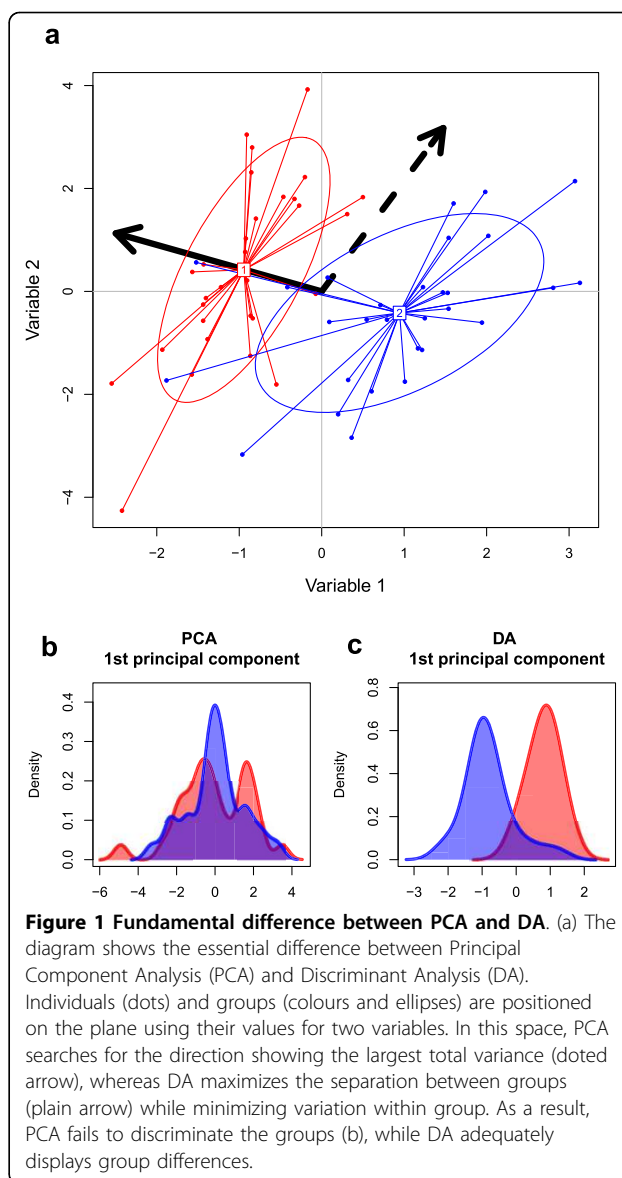 a
4
2
0
−2
−4
Variable 2
1
2
−2 −1 0 1 2 3
Variable 1
b
PCA
1st principal component
0.4
0.3
0.2
0.1
0.0
Density
−6 −4 −2 0 2 4
c
DA
1st principal component
0.8
0.6
0.4
0.2
0.0
Density
−3 −2 −1 0 1 2
Figure 1 Fundamental difference between PCA and DA. (a) The
diagram shows the essential difference between Principal
Component Analysis (PCA) and Discriminant Analysis (DA).
Individuals (dots) and groups (colours and ellipses) are positioned
on the plane using their values for two variables. In this space, PCA
searches for the direction showing the largest total variance (doted
arrow), whereas DA maximizes the separation between groups
(plain arrow) while minimizing variation within group. As a result,
PCA fails to discriminate the groups (b), while DA adequately
displays group differences.